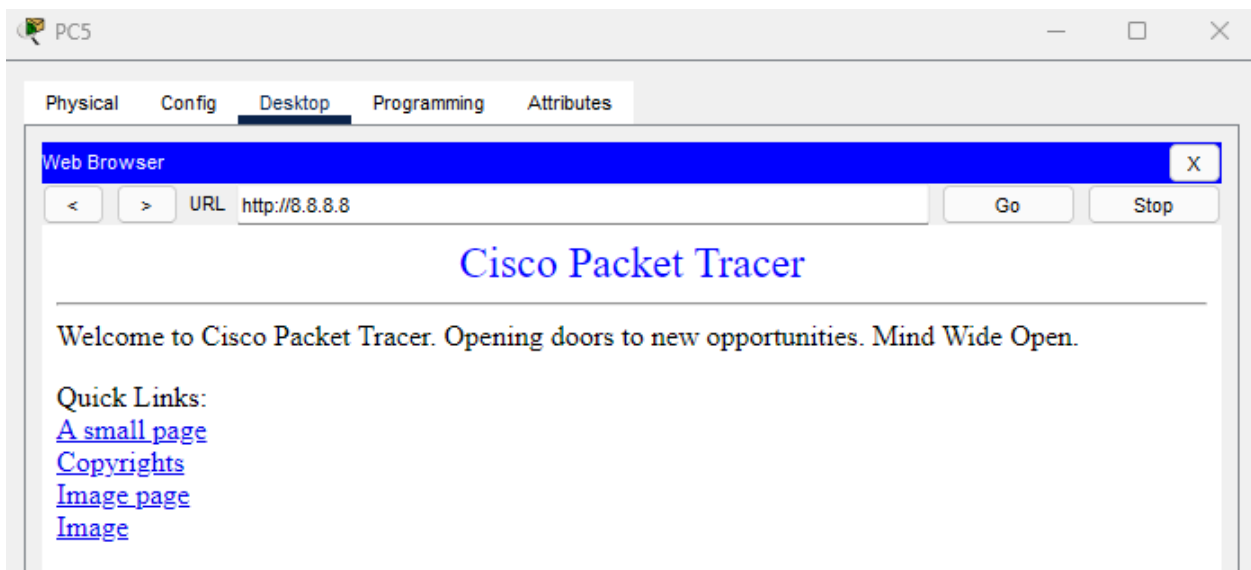 PC5
Physical Config Desktop Programming Attributes
Web Browser X
< > URL http://8.8.8.8 Go Stop
Cisco Packet Tracer
Welcome to Cisco Packet Tracer. Opening doors to new opportunities. Mind Wide Open.
Quick Links:
A small page
Copyrights
Image page
Image